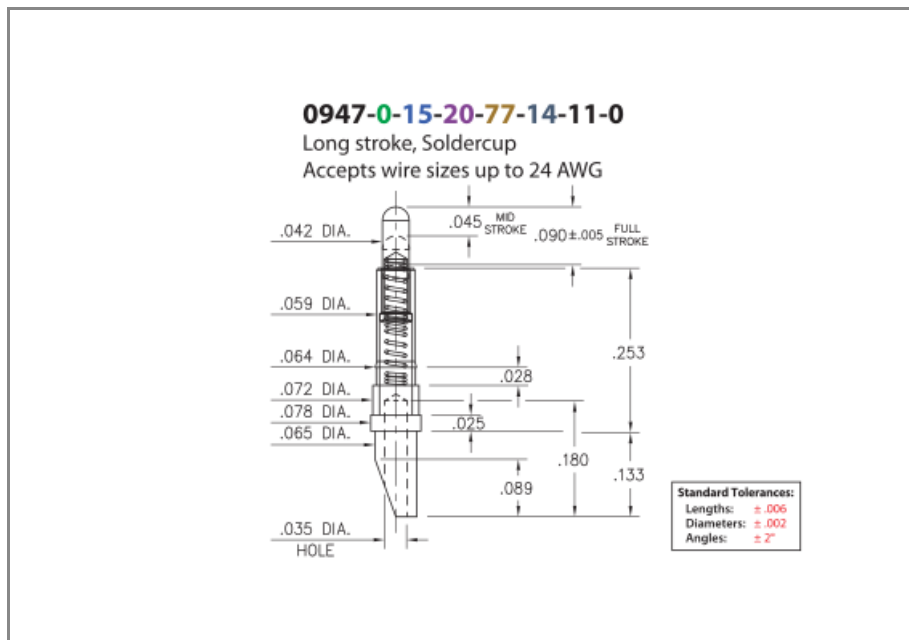 0947-0-15-20-77-14-11-0
Long stroke, Soldercup
Accepts wire sizes up to 24 AWG
.045 MID STROKE
.090±.005 FULL STROKE
.042 DIA.
.059 DIA.
.253
.064 DIA.
.028
.072 DIA.
.078 DIA.
.025
.065 DIA.
.180
.133
.089
.035 DIA.
HOLE
Standard Tolerances:
Lengths: ± .006
Diameters: ± .002
Angles: ± 2°